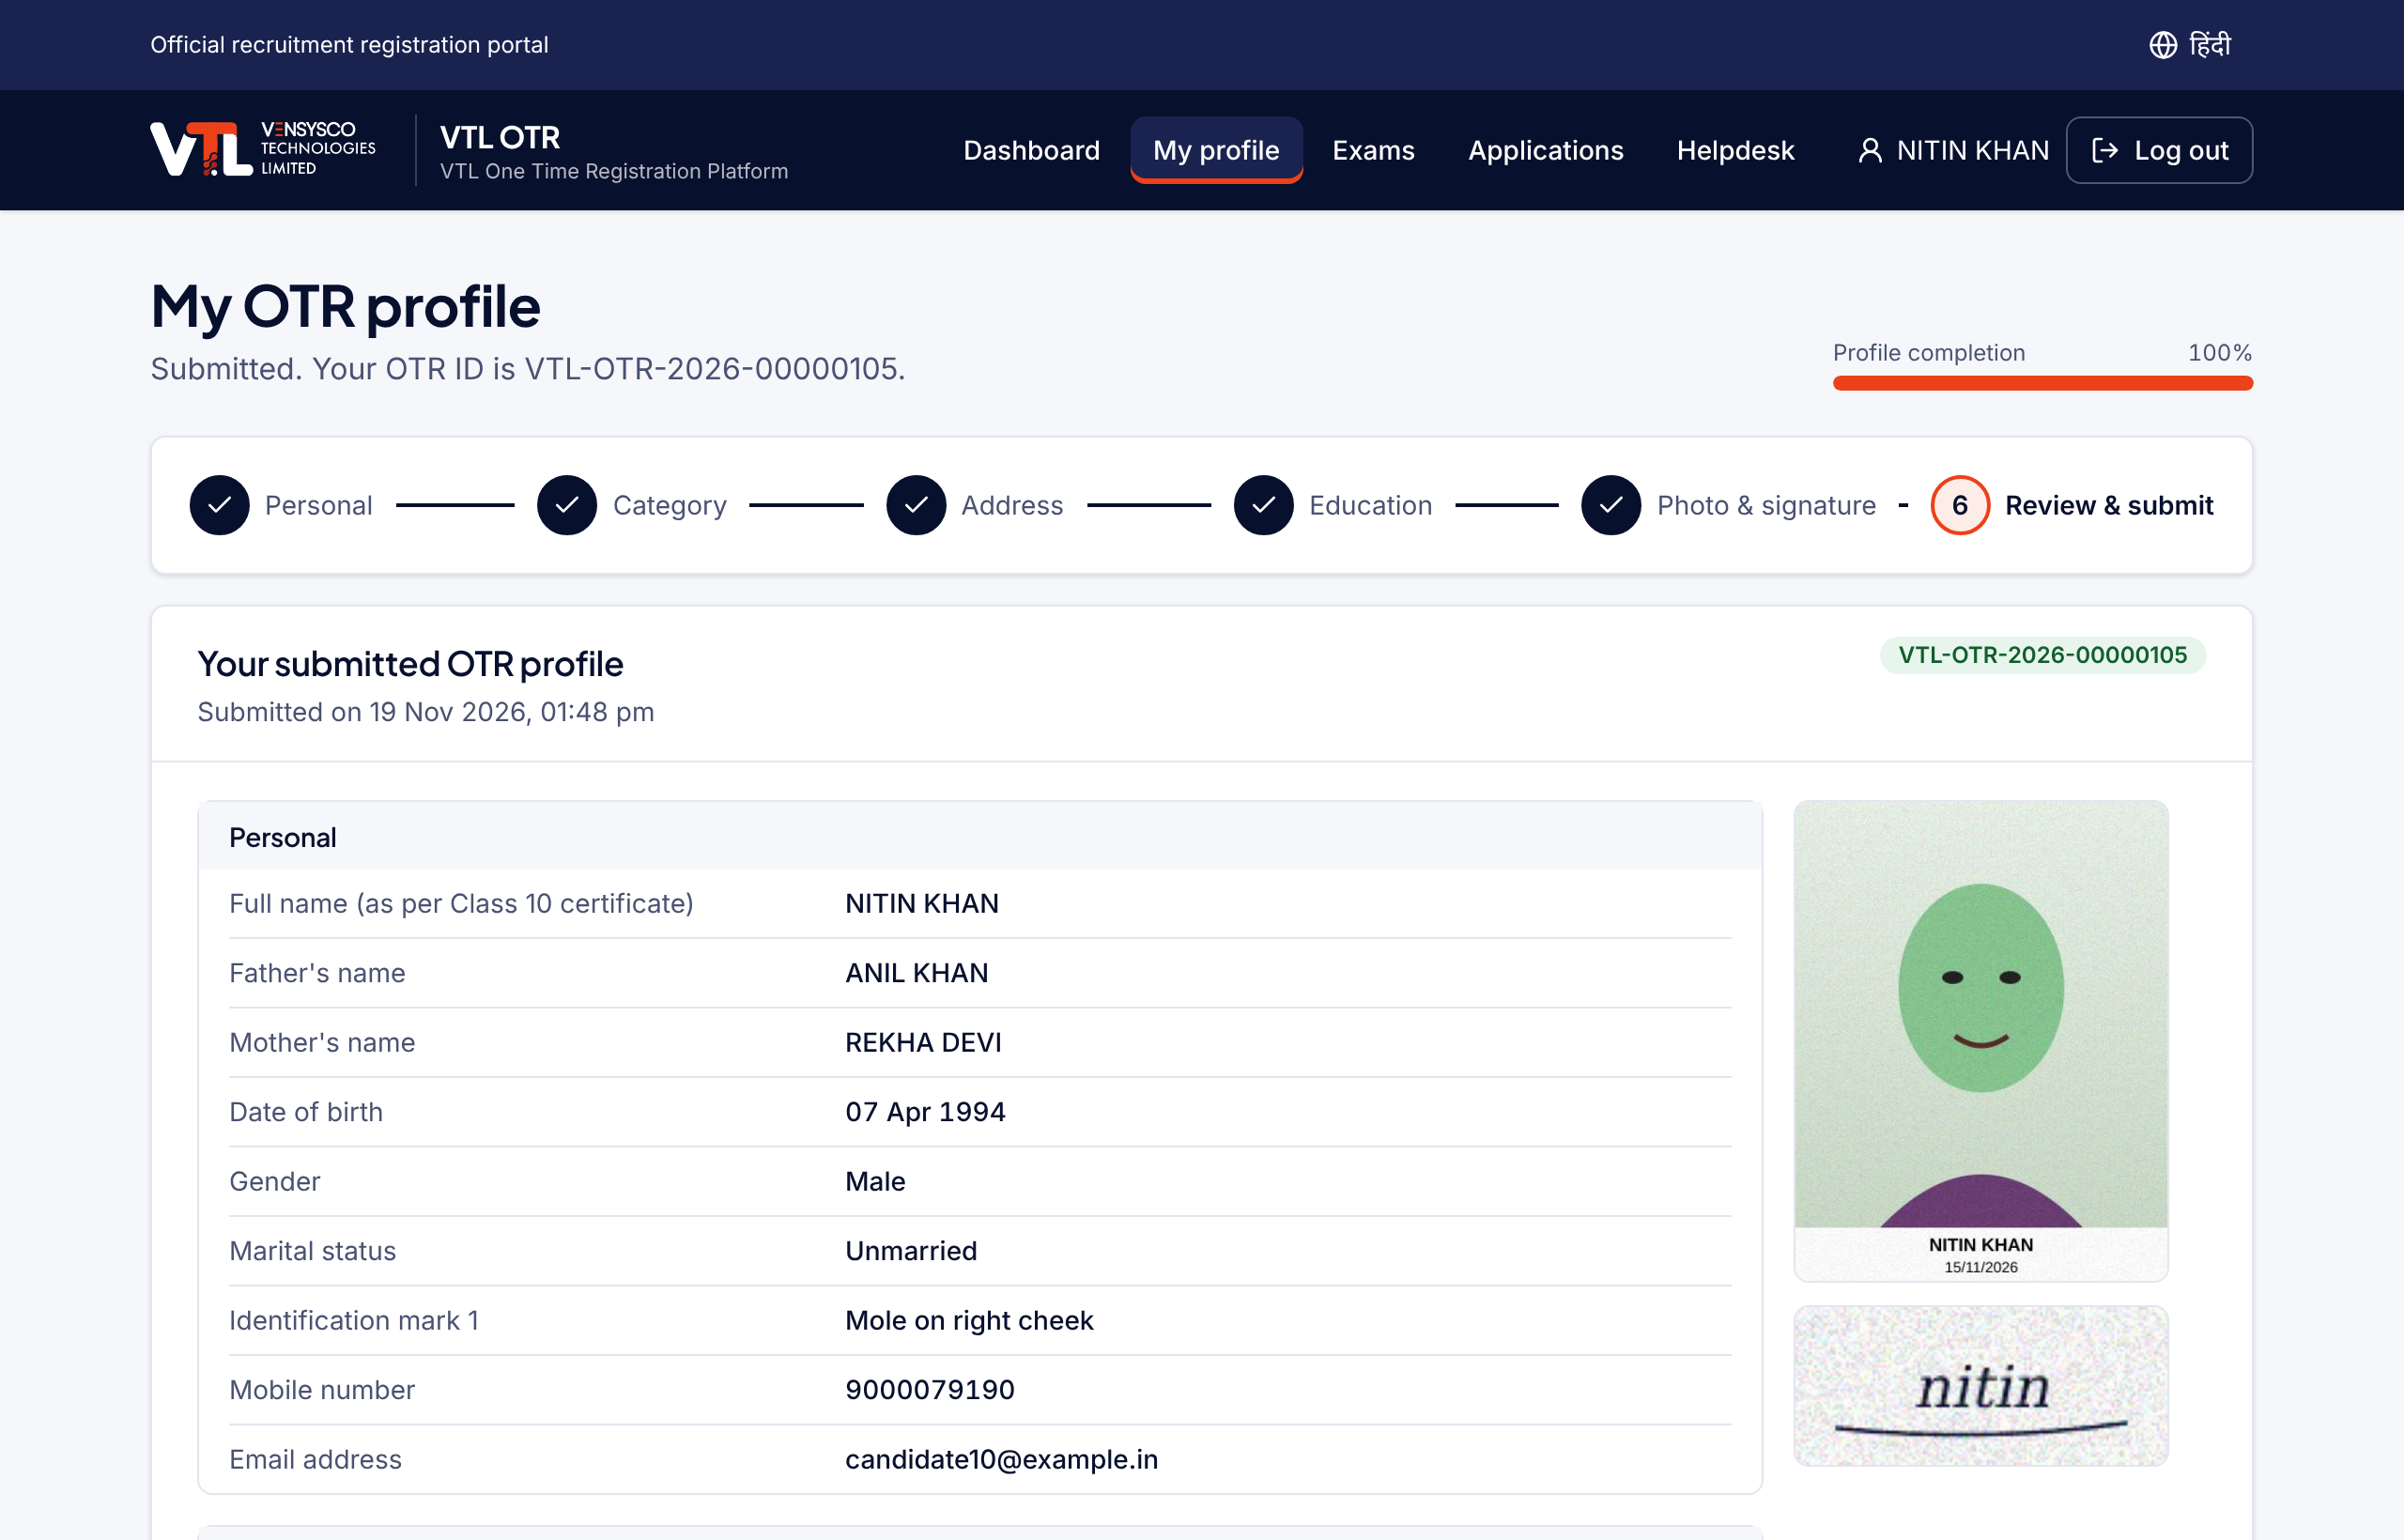 Official recruitment registration portal
हिंदी
VTL VENSYSCO TECHNOLOGIES LIMITED
VTL OTR
VTL One Time Registration Platform
Dashboard My profile Exams Applications Helpdesk NITIN KHAN Log out
My OTR profile
Submitted. Your OTR ID is VTL-OTR-2026-00000105.
Profile completion 100%
Personal Category Address Education Photo & signature 6 Review & submit
Your submitted OTR profile
VTL-OTR-2026-00000105
Submitted on 19 Nov 2026, 01:48 pm
Personal
Full name (as per Class 10 certificate) NITIN KHAN
Father's name ANIL KHAN
Mother's name REKHA DEVI
Date of birth 07 Apr 1994
Gender Male
Marital status Unmarried
Identification mark 1 Mole on right cheek
Mobile number 9000079190
Email address candidate10@example.in
NITIN KHAN
15/11/2026
nitin